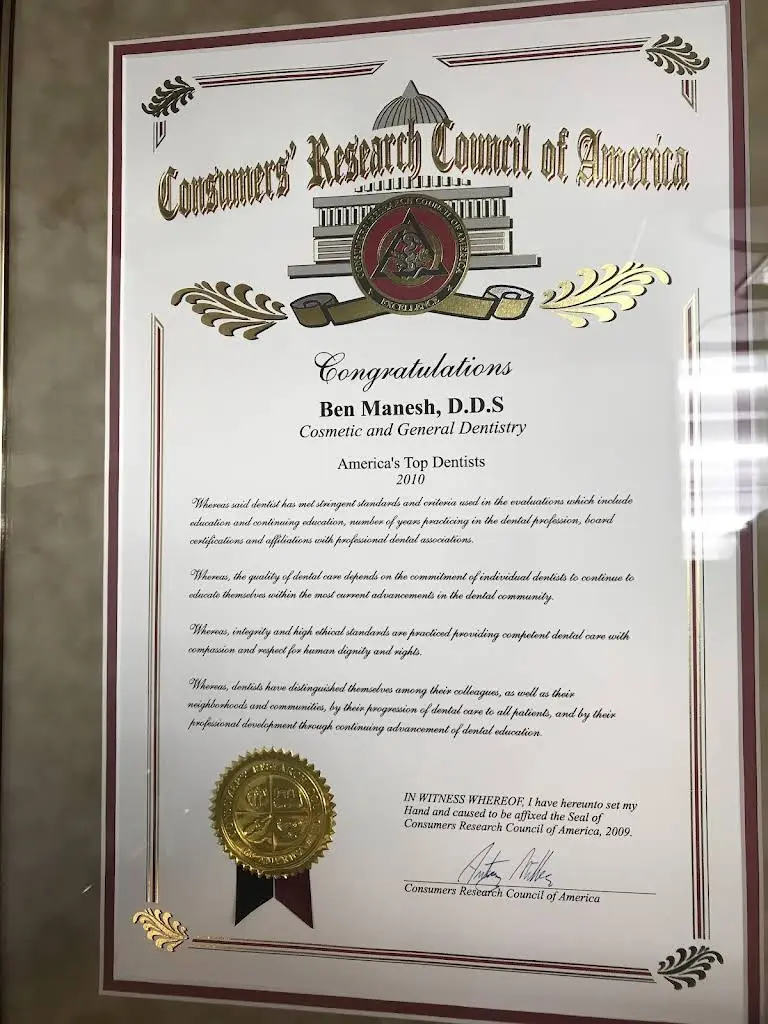 Consumers' Research Council of America
CONSUMERS RESEARCH COUNCIL OF AMERICA
EXCELLENCE
Congratulations
Ben Manesh, D.D.S
Cosmetic and General Dentistry
America's Top Dentists
2010
Whereas said dentist has met stringent standards and criteria used in the evaluations which include
education and continuing education, number of years practicing in the dental profession, board
certifications and affiliations with professional dental associations.
Whereas, the quality of dental care depends on the commitment of individual dentists to continue to
educate themselves within the most current advancements in the dental community.
Whereas, integrity and high ethical standards are practiced providing competent dental care with
compassion and respect for human dignity and rights.
Whereas, dentists have distinguished themselves among their colleagues, as well as their
neighborhoods and communities, by their progression of dental care to all patients, and by their
professional development through continuing advancement of dental education.
IN WITNESS WHEREOF, I have hereunto set my
Hand and caused to be affixed the Seal of
Consumers Research Council of America, 2009.
Consumers Research Council of America